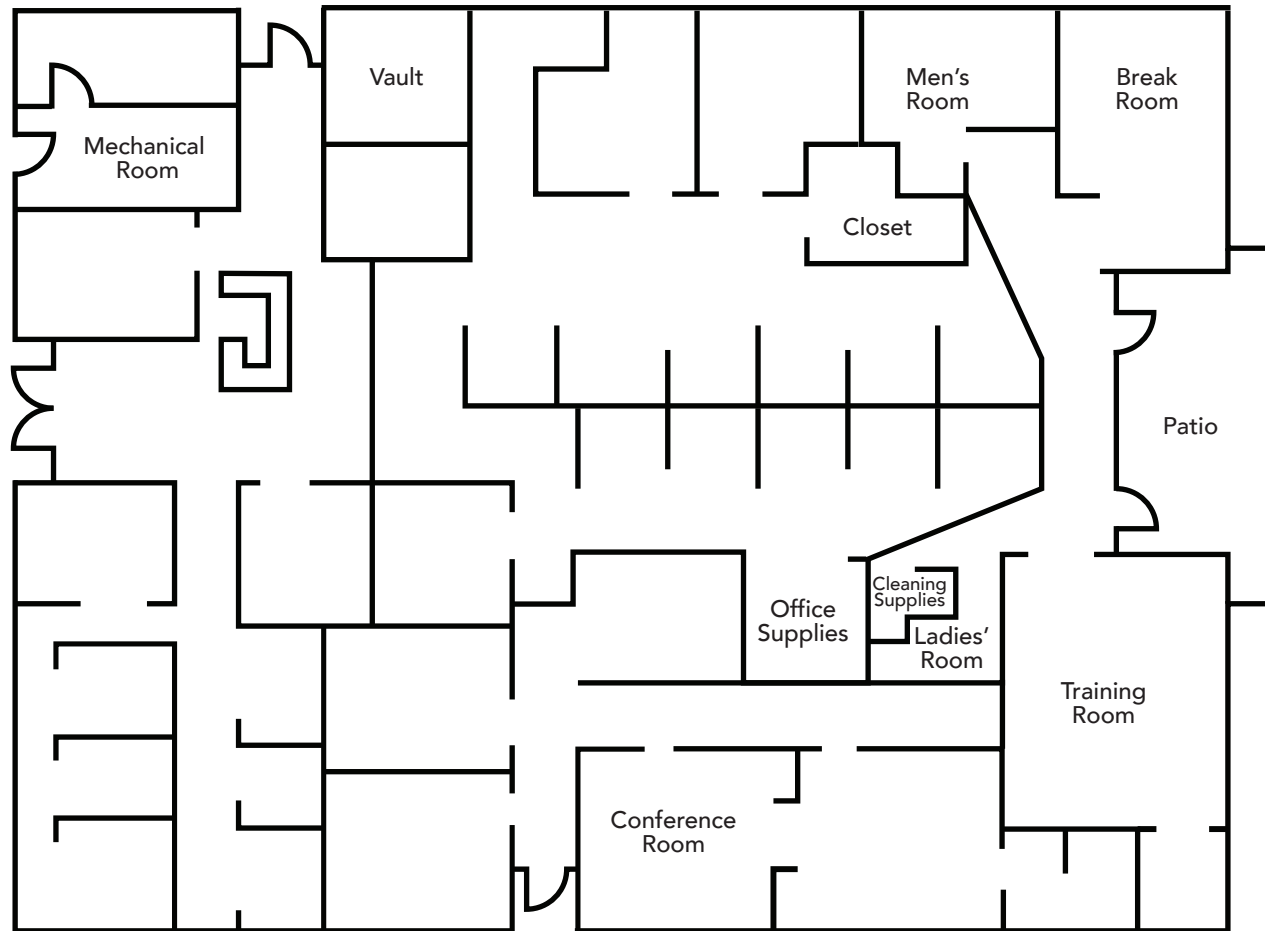 Vault
Men's
Room
Break
Room
Mechanical
Room
Closet
Patio
Cleaning
Supplies
Office
Supplies
Ladies'
Room
Training
Room
Conference
Room